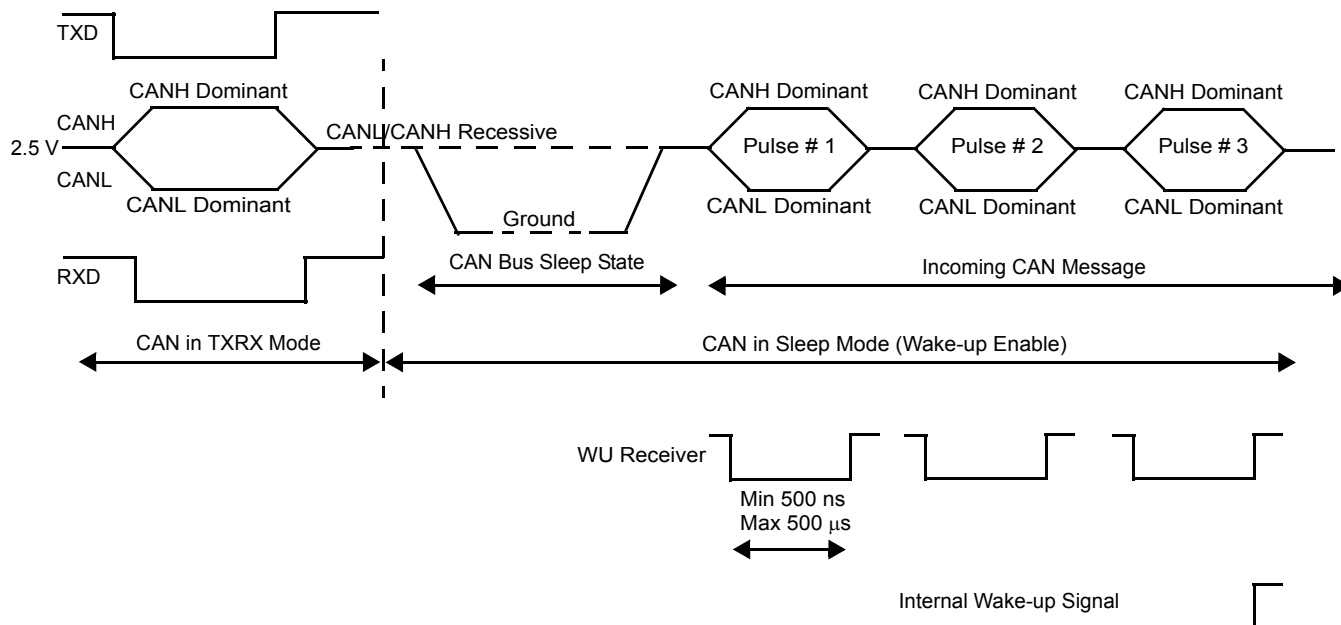 TXD
CANH Dominant
CANH Dominant
CANH Dominant
CANH Dominant
CANH
CANL/CANH Recessive
2.5 V
Pulse # 1
Pulse # 2
Pulse # 3
CANL
CANL Dominant
CANL Dominant
CANL Dominant
CANL Dominant
Ground
RXD
CAN Bus Sleep State
Incoming CAN Message
CAN in TXRX Mode
CAN in Sleep Mode (Wake-up Enable)
WU Receiver
Min 500 ns
Max 500 μs
Internal Wake-up Signal